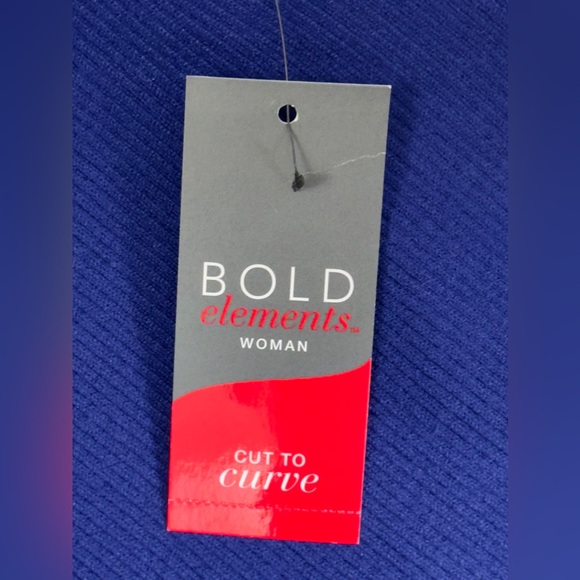 BOLD
elements™
WOMAN
CUT TO
curve